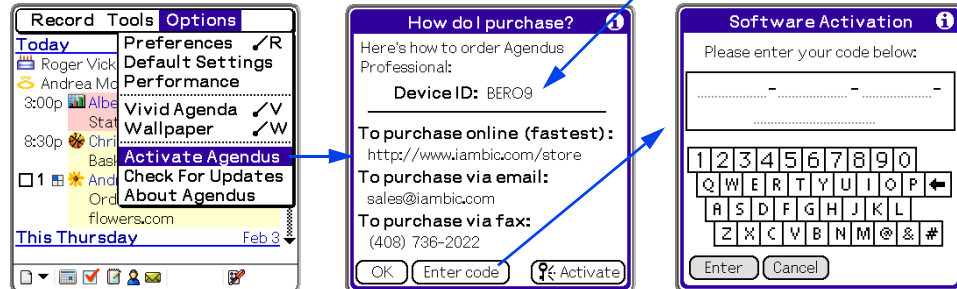 Record Tools Options
Today
Roger Vick
Andrea Mc
3:00p Albe
Stat
8:30p Chri
Bask
1 Andr
Ord
flowers.com
This Thursday Feb 3
Preferences /R
Default Settings
Performance
Vivid Agenda /V
Wallpaper /W
Activate Agendus
Check For Updates
About Agendus
How do I purchase? i
Here's how to order Agendus
Professional:
Device ID: BERO9
To purchase online (fastest):
http://www.iambic.com/store
To purchase via email:
sales@iambic.com
To purchase via fax:
(408) 736-2022
OK Enter code Activate
Software Activation i
Please enter your code below:
- - -
1 2 3 4 5 6 7 8 9 0
Q W E R T Y U I O P
A S D F G H J K L
Z X C V B N M @ & #
Enter Cancel